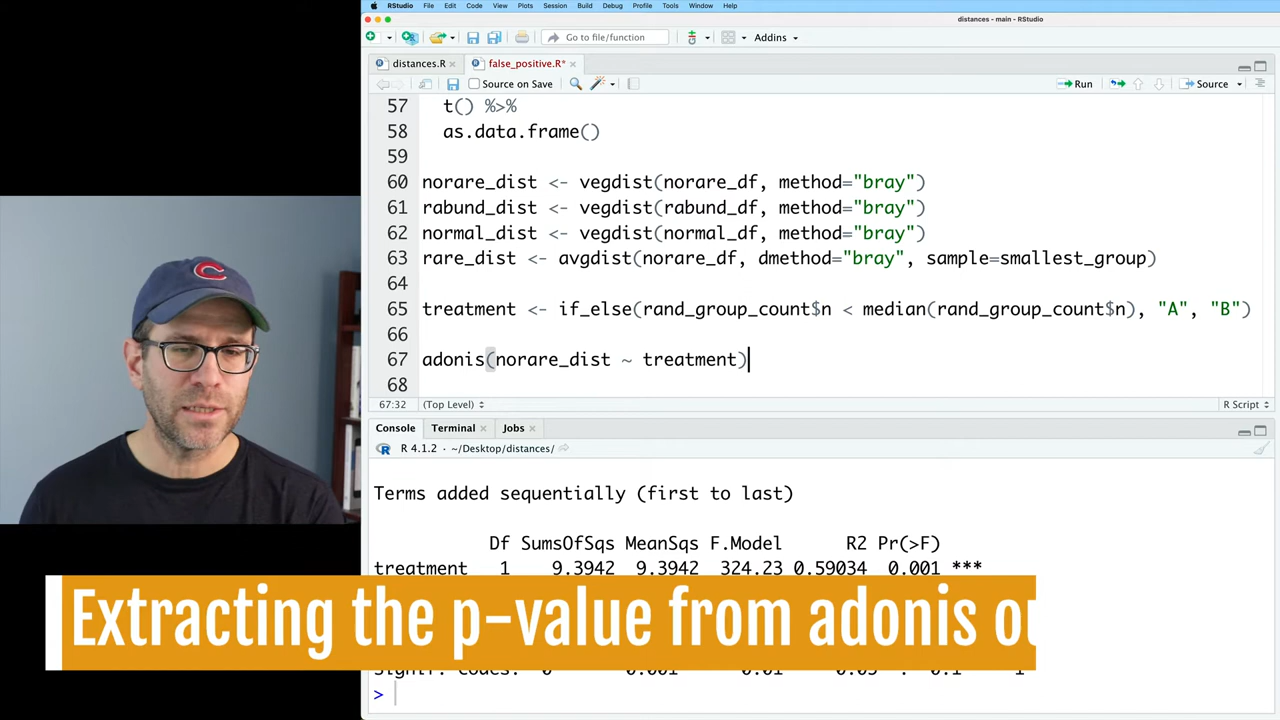 RStudio File Edit Code View Plots Session Build Debug Profile Tools Window Help
distances - main - RStudio
Go to file/function Addins
distances.R false_positive.R*
Source on Save Run Source
57 t() %>%
58 as.data.frame()
59
60 norare_dist <- vegdist(norare_df, method="bray")
61 rabund_dist <- vegdist(rabund_df, method="bray")
62 normal_dist <- vegdist(normal_df, method="bray")
63 rare_dist <- avgdist(norare_df, dmethod="bray", sample=smallest_group)
64
65 treatment <- if_else(rand_group_count$n < median(rand_group_count$n), "A", "B")
66
67 adonis(norare_dist ~ treatment)
68
67:32 (Top Level) R Script
Console Terminal Jobs
R 4.1.2 · ~/Desktop/distances/
Terms added sequentially (first to last)
Df SumsOfSqs MeanSqs F.Model R2 Pr(>F)
treatment 1 9.3942 9.3942 324.23 0.59034 0.001 ***
Extracting the p-value from adonis
>